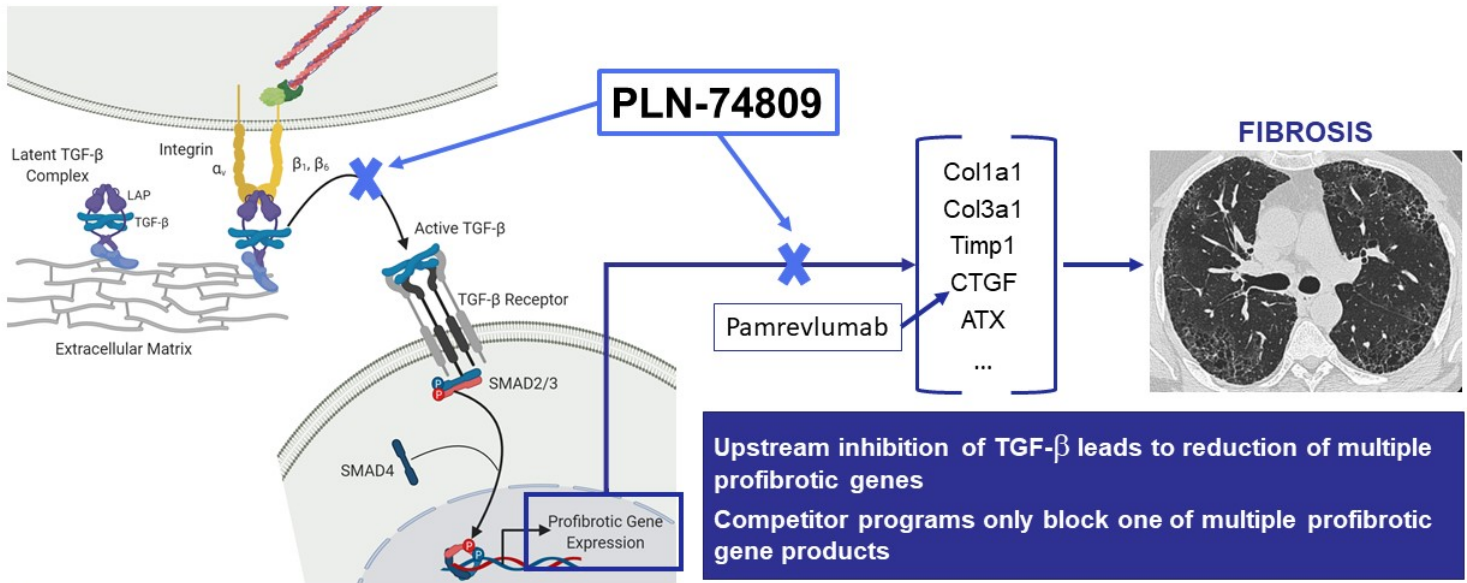 PLN-74809
Latent TGF-β
Complex
LAP
TGF-β
Integrin
αᵥ
β₁, β₆
Extracellular Matrix
Active TGF-β
TGF-β Receptor
P
P
SMAD2/3
SMAD4
P
P
Profibrotic Gene
Expression
Pamrevlumab
Col1a1
Col3a1
Timp1
CTGF
ATX
...
FIBROSIS
Upstream inhibition of TGF-β leads to reduction of multiple
profibrotic genes
Competitor programs only block one of multiple profibrotic
gene products